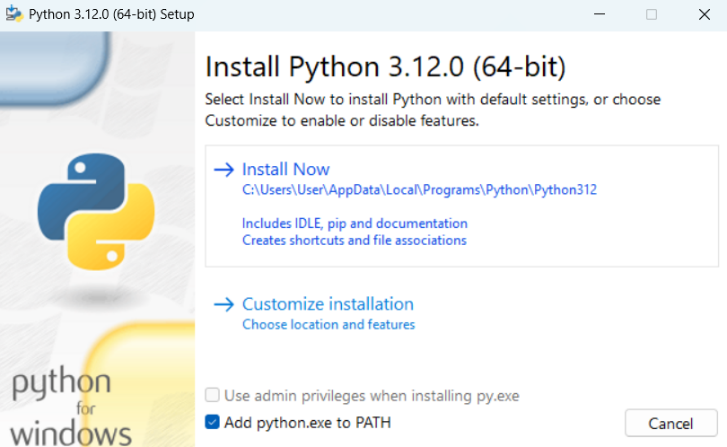 Python 3.12.0 (64-bit) Setup
Install Python 3.12.0 (64-bit)
Select Install Now to install Python with default settings, or choose
Customize to enable or disable features.
Install Now
C:\Users\User\AppData\Local\Programs\Python\Python312
Includes IDLE, pip and documentation
Creates shortcuts and file associations
Customize installation
Choose location and features
Use admin privileges when installing py.exe
Add python.exe to PATH
Cancel
python
for
windows